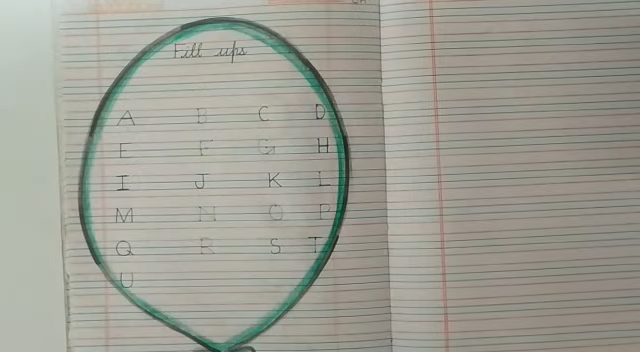 Fill ups
A B C D
E F G H
I J K L
M N O P
Q R S T
U